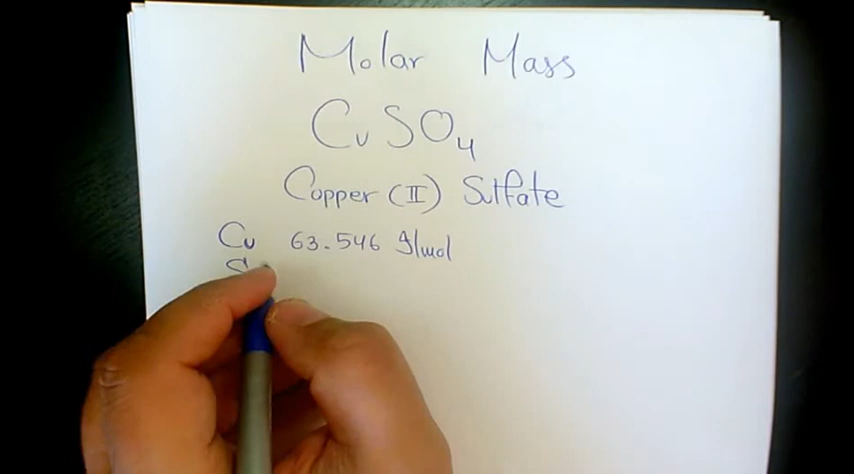 Molar Mass
CuSO₄
Copper (II) Sulfate
Cu 63.546 g/mol
S